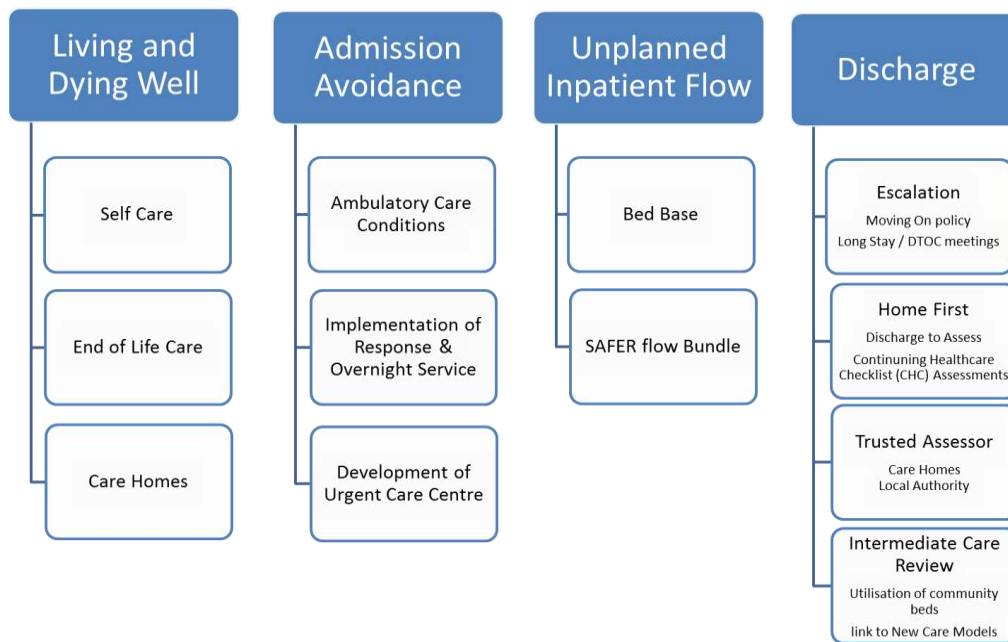 Living and
Dying Well
Self Care
End of Life Care
Care Homes
Admission
Avoidance
Ambulatory Care
Conditions
Implementation of
Response &
Overnight Service
Development of
Urgent Care Centre
Unplanned
Inpatient Flow
Bed Base
SAFER flow Bundle
Discharge
Escalation
Moving On policy
Long Stay / DTOC meetings
Home First
Discharge to Assess
Continuning Healthcare
Checklist (CHC) Assessments
Trusted Assessor
Care Homes
Local Authority
Intermediate Care
Review
Utilisation of community
beds
link to New Care Models